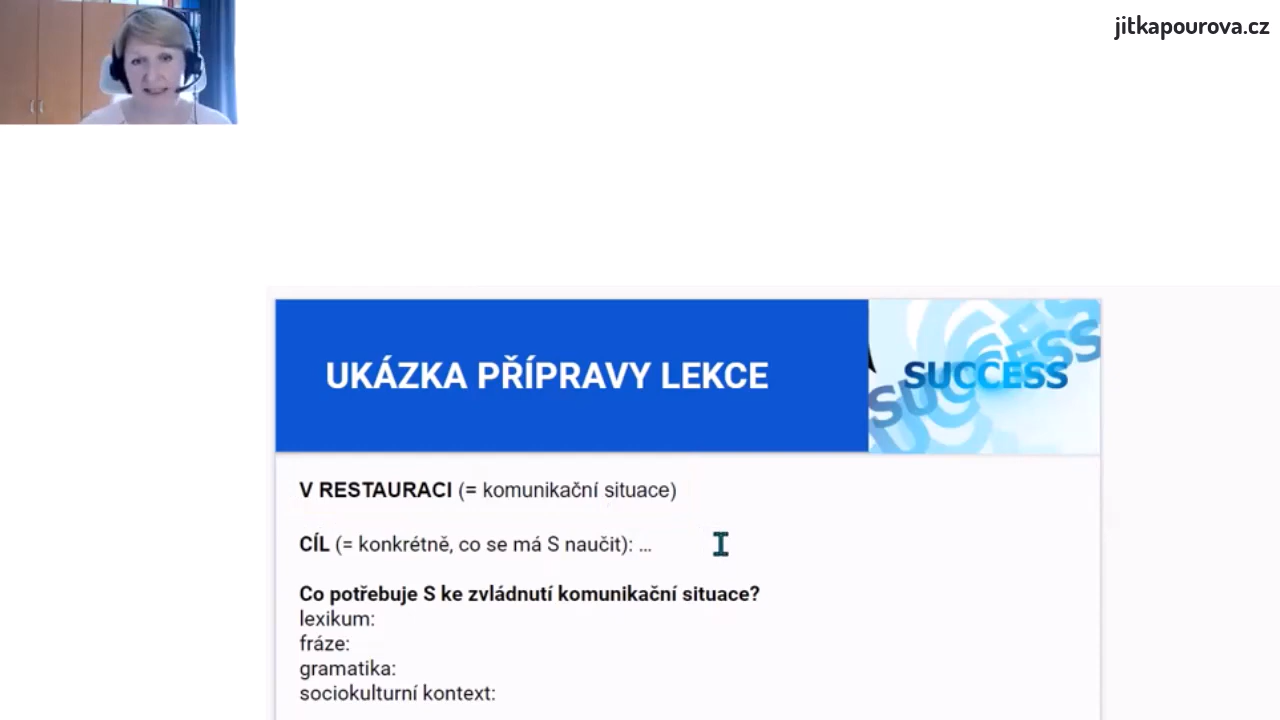 jitkapourova.cz
UKÁZKA PŘÍPRAVY LEKCE
SUCCESS
V RESTAURACI (= komunikační situace)
CÍL (= konkrétně, co se má S naučit): ...
Co potřebuje S ke zvládnutí komunikační situace?
lexikum:
fráze:
gramatika:
sociokulturní kontext: